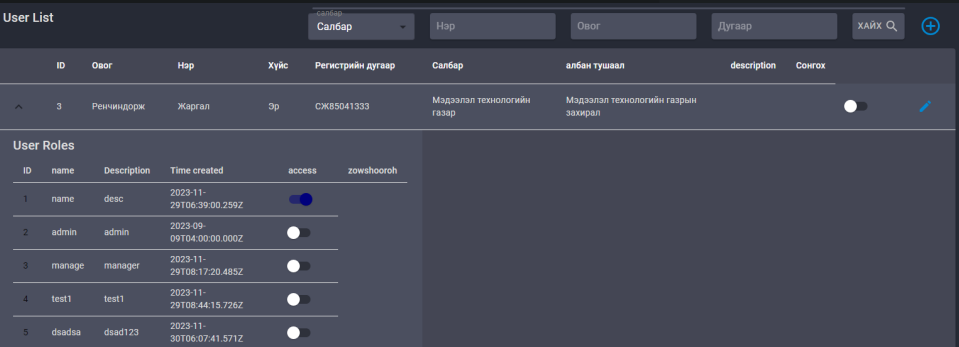 User List
салбар
Салбар
Нэр
Овог
Дугаар
ХАЙХ
ID Овог Нэр Хүйс Регистрийн дугаар Салбар албан тушаал description Сонгох
3 Ренчиндорж Жаргал Эр СЖ85041333 Мэдээлэл технологийн Мэдээлэл технологийн газрын
газар захирал
User Roles
ID name Description Time created access zowshooroh
1 name desc 2023-11-
29T06:39:00.259Z
2 admin admin 2023-09-
09T04:00:00.000Z
3 manage manager 2023-11-
29T08:17:20.485Z
4 test1 test1 2023-11-
29T08:44:15.726Z
5 dsadsa dsad123 2023-11-
30T06:07:41.571Z